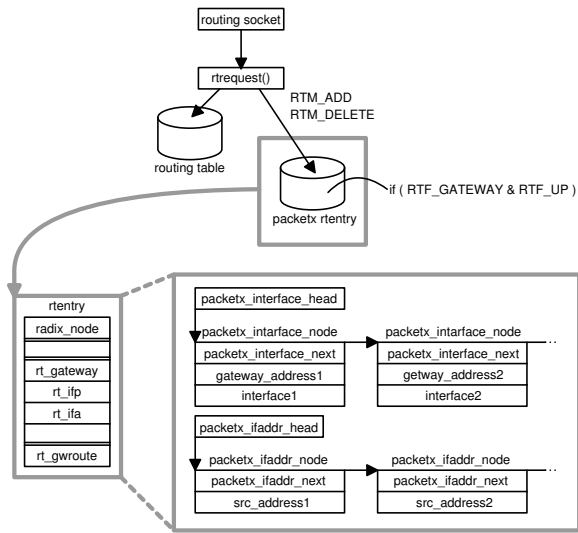 routing socket
rtrequest()
RTM_ADD
RTM_DELETE
routing table
packetx rtentry
if ( RTF_GATEWAY & RTF_UP )
rtentry
radix_node
rt_gateway
rt_ifp
rt_ifa
rt_gwroute
packetx_interface_head
packetx_intarface_node packetx_intarface_node
packetx_interface_next packetx_interface_next
gateway_address1 getway_address2
interface1 interface2
packetx_ifaddr_head
packetx_ifaddr_node packetx_ifaddr_node
packetx_ifaddr_next packetx_ifaddr_next
src_address1 src_address2